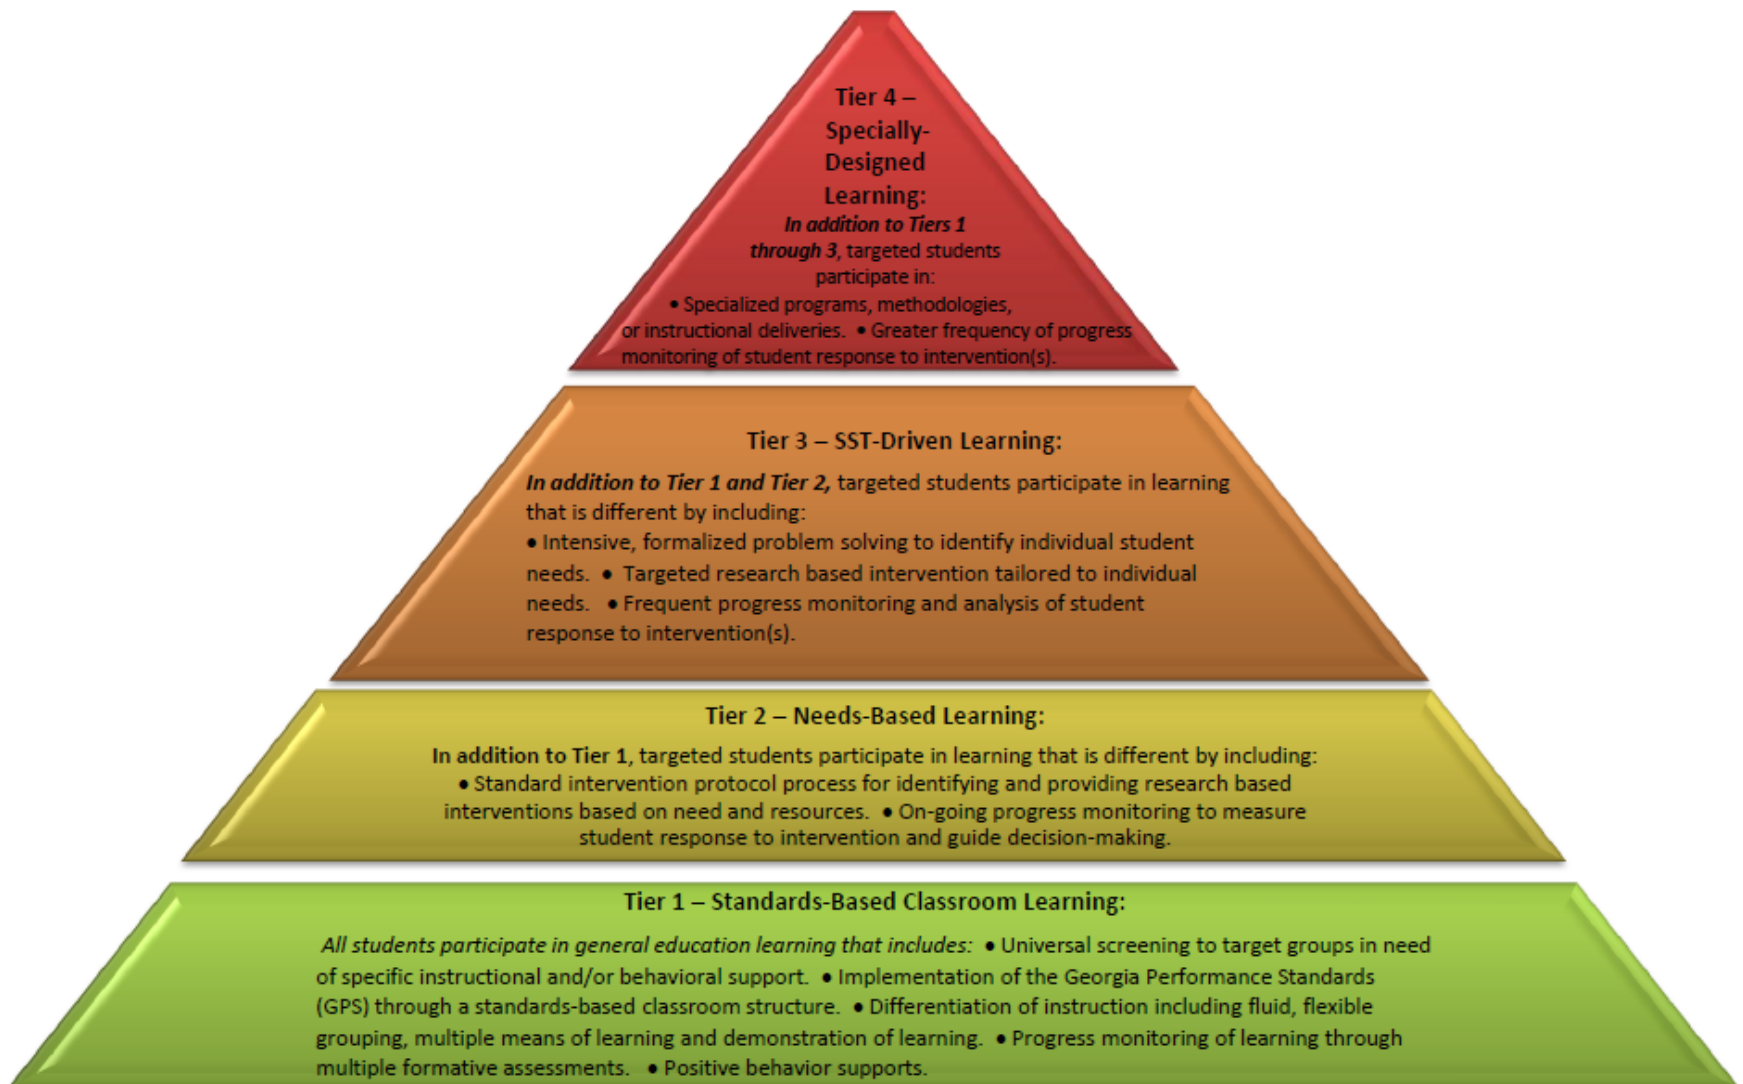 Tier 4 –
Specially-
Designed
Learning:
In addition to Tiers 1
through 3, targeted students
participate in:
• Specialized programs, methodologies,
or instructional deliveries. • Greater frequency of progress
monitoring of student response to intervention(s).
Tier 3 – SST-Driven Learning:
In addition to Tier 1 and Tier 2, targeted students participate in learning
that is different by including:
• Intensive, formalized problem solving to identify individual student
needs. • Targeted research based intervention tailored to individual
needs. • Frequent progress monitoring and analysis of student
response to intervention(s).
Tier 2 – Needs-Based Learning:
In addition to Tier 1, targeted students participate in learning that is different by including:
• Standard intervention protocol process for identifying and providing research based
interventions based on need and resources. • On-going progress monitoring to measure
student response to intervention and guide decision-making.
Tier 1 – Standards-Based Classroom Learning:
All students participate in general education learning that includes: • Universal screening to target groups in need
of specific instructional and/or behavioral support. • Implementation of the Georgia Performance Standards
(GPS) through a standards-based classroom structure. • Differentiation of instruction including fluid, flexible
grouping, multiple means of learning and demonstration of learning. • Progress monitoring of learning through
multiple formative assessments. • Positive behavior supports.